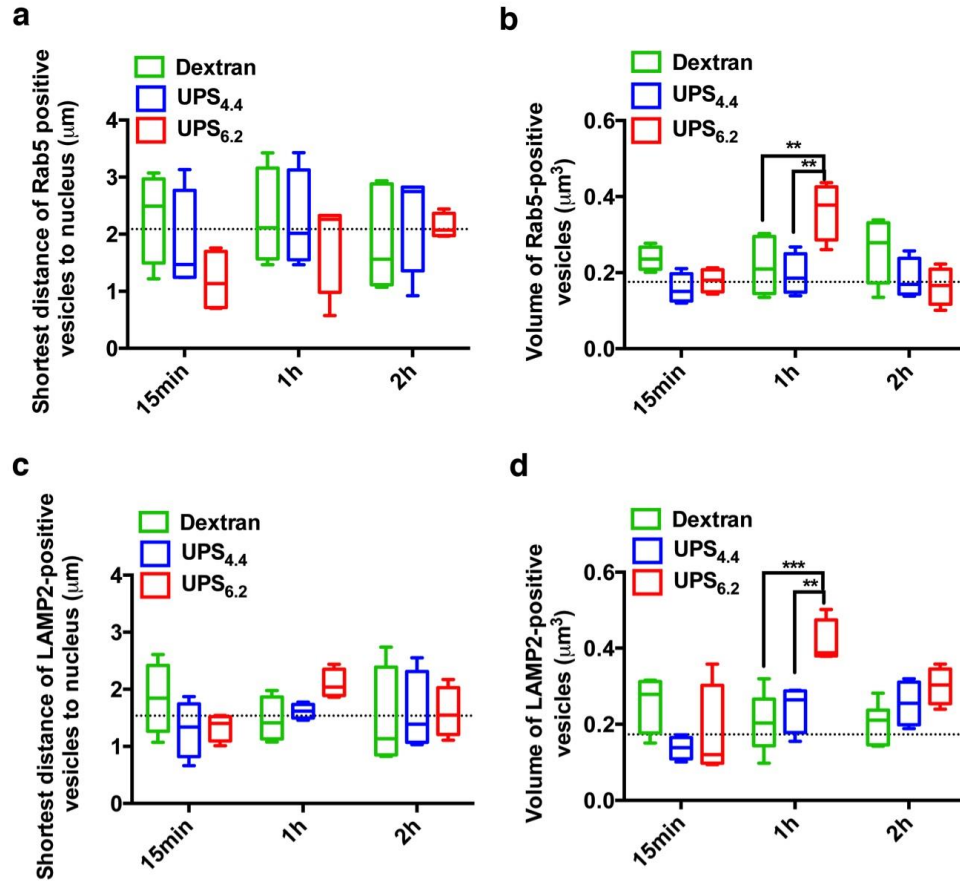 a
Shortest distance of Rab5 positive
vesicles to nucleus (μm)
Dextran
UPS4.4
UPS6.2
4
3
2
1
0
15min
1h
2h
b
Volume of Rab5-positive
vesicles (μm³)
Dextran
UPS4.4
UPS6.2
0.6
0.4
0.2
0.0
**
**
15min
1h
2h
c
Shortest distance of LAMP2-positive
vesicles to nucleus (μm)
Dextran
UPS4.4
UPS6.2
4
3
2
1
0
15min
1h
2h
d
Volume of LAMP2-positive
vesicles (μm³)
Dextran
UPS4.4
UPS6.2
0.6
0.4
0.2
0.0
***
**
15min
1h
2h